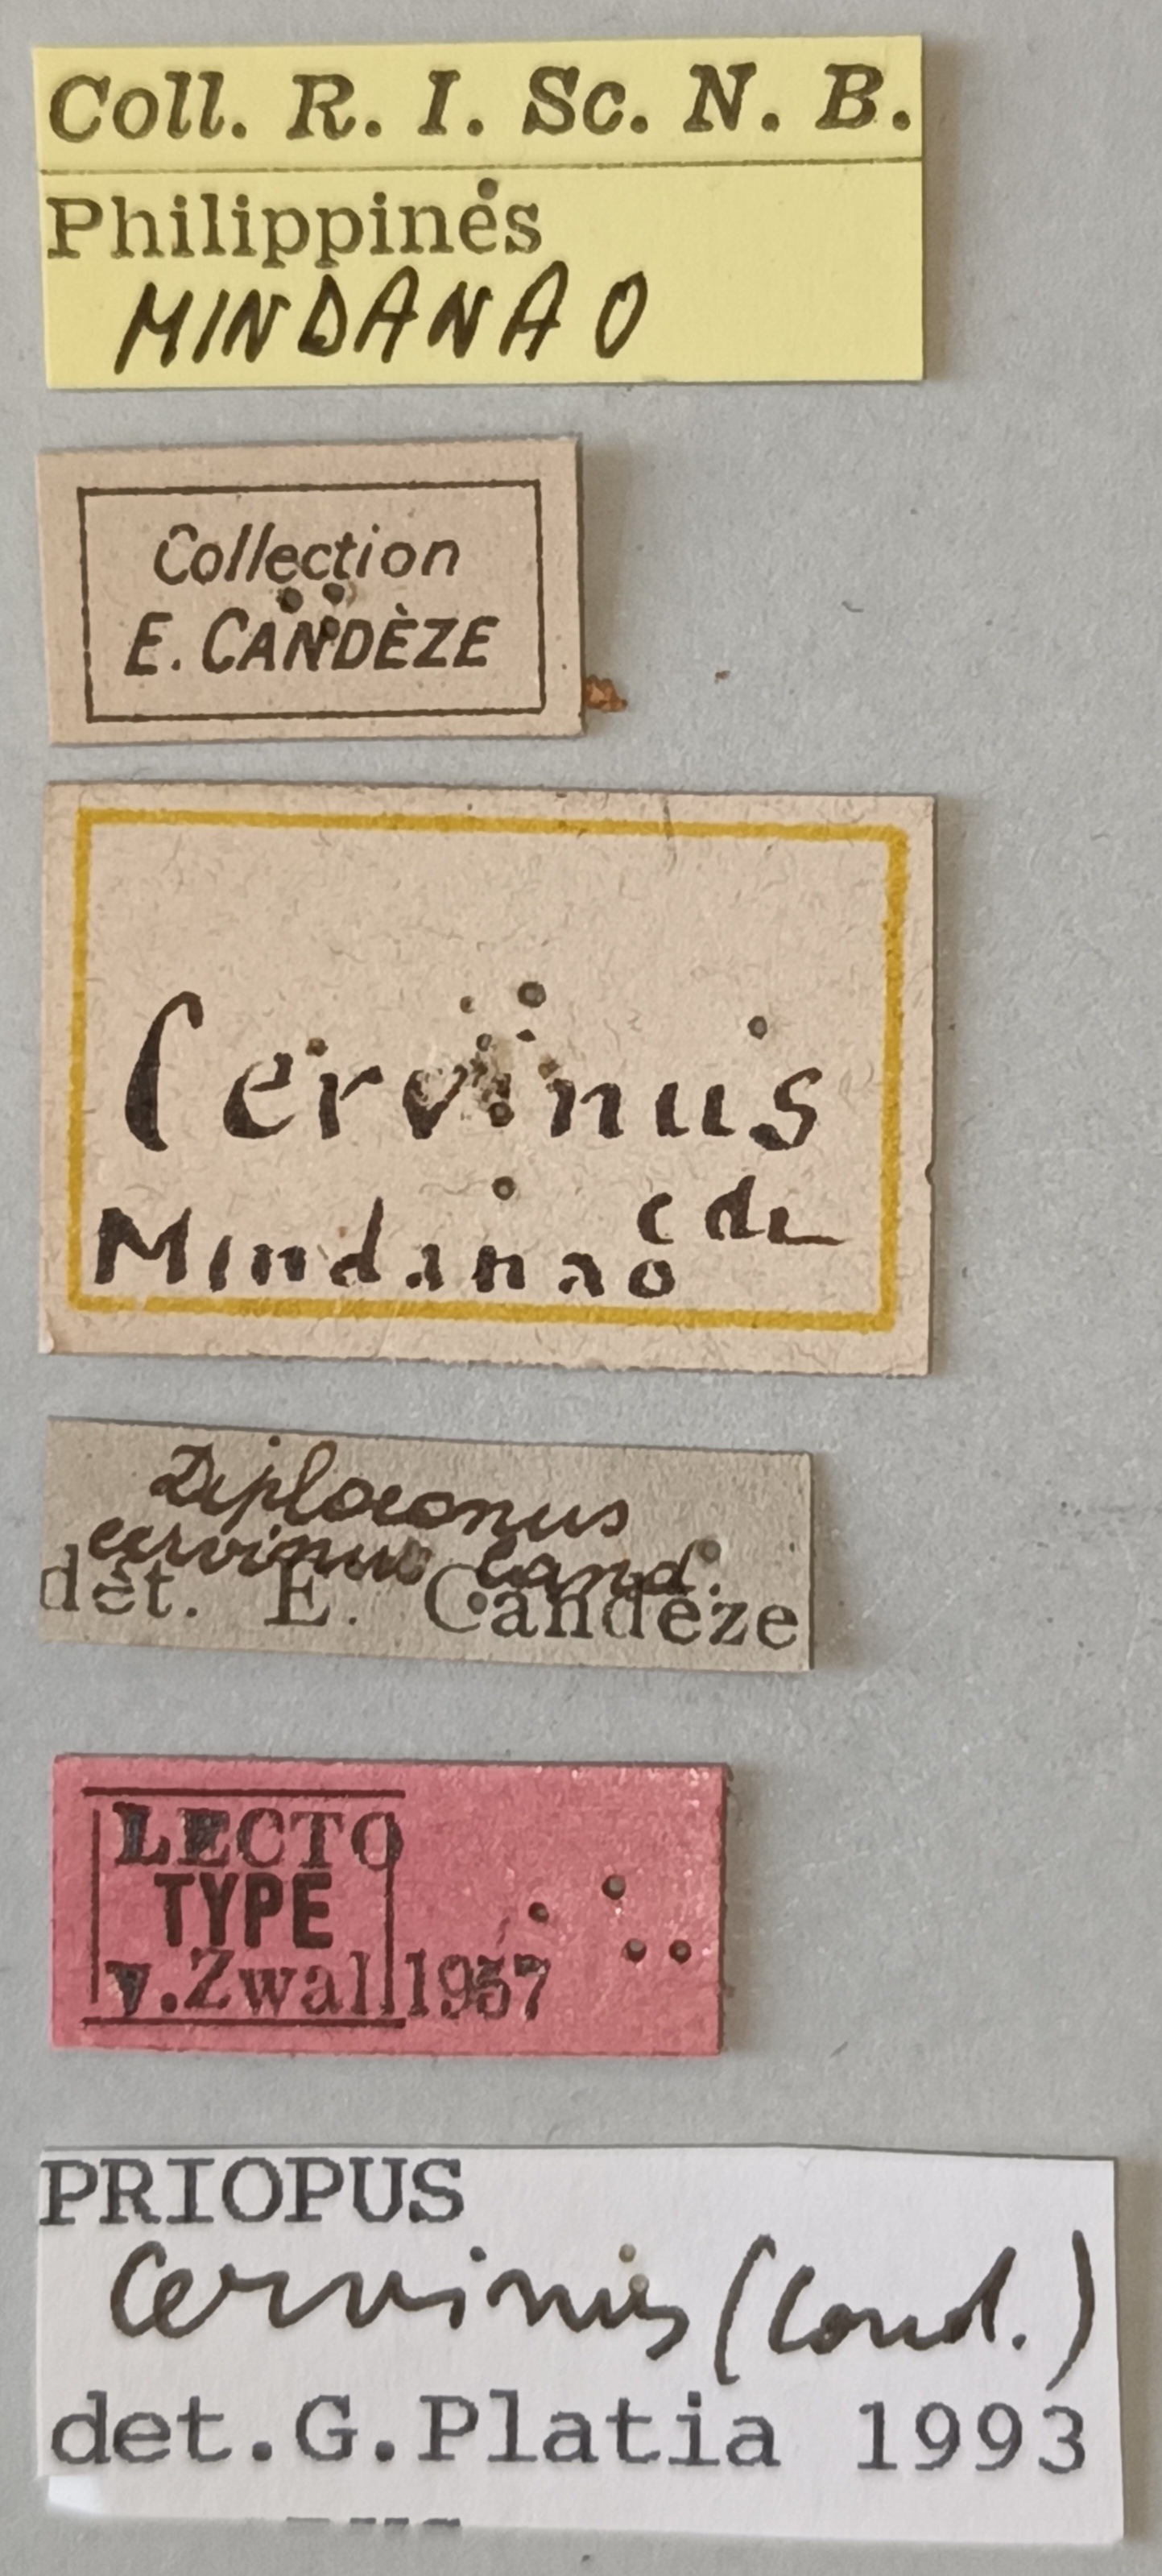 Coll. R. I. Sc. N. B.
Philippines
MINDANAO
Collection
E. CANDÈZE
Cervinus
Cde
Mindanao
Diploconus
cervinus Cand.
det. E. Candèze
LECTO
TYPE
v.Zwal.1957
PRIOPUS
Cervinus (Cand.)
det.G.Platia 1993